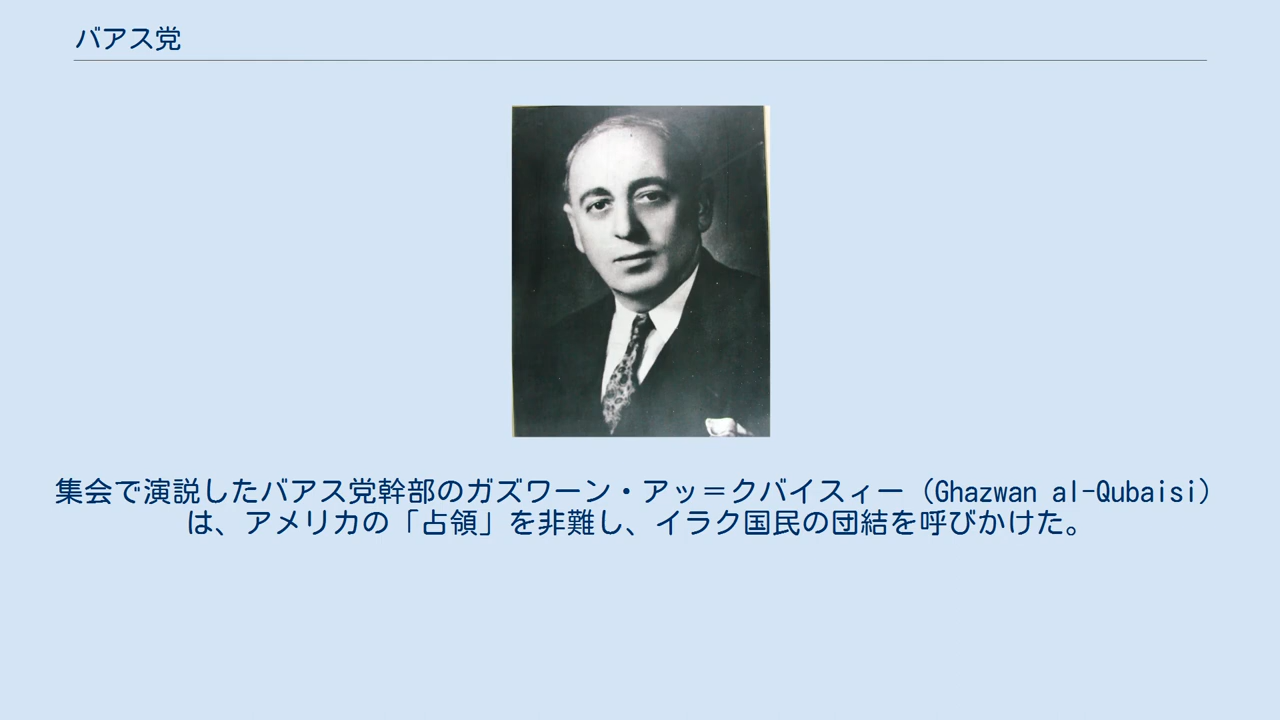 バアス党
集会で演説したバアス党幹部のガズワーン・アッ＝クバイスィー（Ghazwan al-Qubaisi）
は、アメリカの「占領」を非難し、イラク国民の団結を呼びかけた。